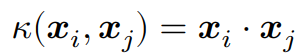 κ(𝒙ᵢ, 𝒙ⱼ) = 𝒙ᵢ · 𝒙ⱼ